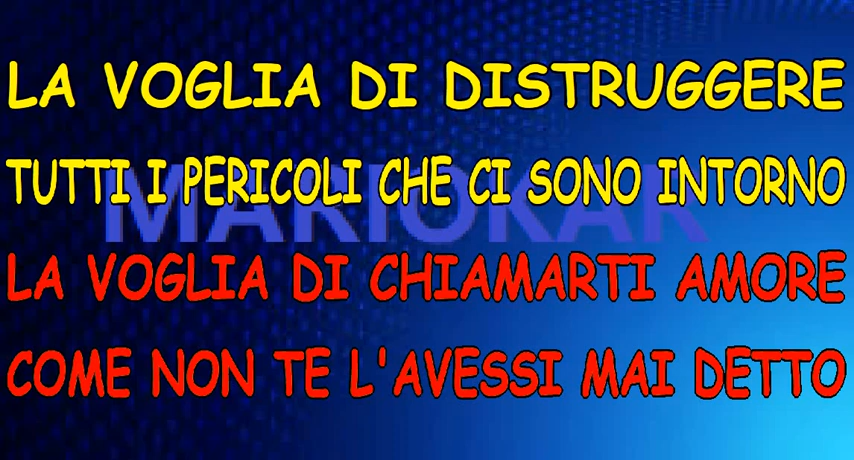 LA VOGLIA DI DISTRUGGERE
TUTTI I PERICOLI CHE CI SONO INTORNO
MARIOKAR
LA VOGLIA DI CHIAMARTI AMORE
COME NON TE L'AVESSI MAI DETTO